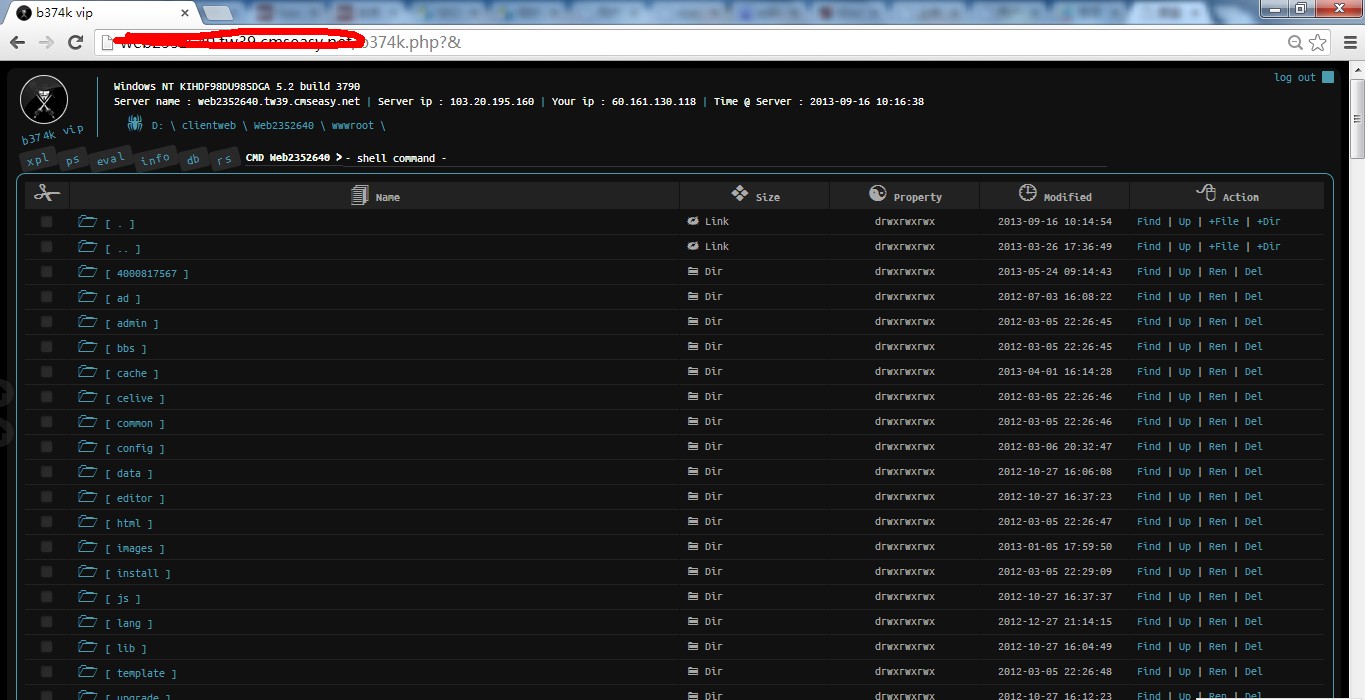 b374k vip
b374k.php?&
log out
Windows NT KIHDF98DU98SDGA 5.2 build 3790
Server name : web2352640.tw39.cmseasy.net | Server ip : 103.20.195.160 | Your ip : 60.161.130.118 | Time @ Server : 2013-09-16 10:16:38
D: \ clientweb \ Web2352640 \ wwwroot \
b374k vip
xpl ps eval info db rs CMD Web2352640 > - shell command -
Name Size Property Modified Action
[ . ] Link drwxrwxrwx 2013-09-16 10:14:54 Find | Up | +File | +Dir
[ .. ] Link drwxrwxrwx 2013-03-26 17:36:49 Find | Up | +File | +Dir
[ 4000817567 ] Dir drwxrwxrwx 2013-05-24 09:14:43 Find | Up | Ren | Del
[ ad ] Dir drwxrwxrwx 2012-07-03 16:08:22 Find | Up | Ren | Del
[ admin ] Dir drwxrwxrwx 2012-03-05 22:26:45 Find | Up | Ren | Del
[ bbs ] Dir drwxrwxrwx 2012-03-05 22:26:45 Find | Up | Ren | Del
[ cache ] Dir drwxrwxrwx 2013-04-01 16:14:28 Find | Up | Ren | Del
[ celive ] Dir drwxrwxrwx 2012-03-05 22:26:46 Find | Up | Ren | Del
[ common ] Dir drwxrwxrwx 2012-03-05 22:26:46 Find | Up | Ren | Del
[ config ] Dir drwxrwxrwx 2012-03-06 20:32:47 Find | Up | Ren | Del
[ data ] Dir drwxrwxrwx 2012-10-27 16:06:08 Find | Up | Ren | Del
[ editor ] Dir drwxrwxrwx 2012-10-27 16:37:23 Find | Up | Ren | Del
[ html ] Dir drwxrwxrwx 2012-03-05 22:26:47 Find | Up | Ren | Del
[ images ] Dir drwxrwxrwx 2013-01-05 17:59:50 Find | Up | Ren | Del
[ install ] Dir drwxrwxrwx 2012-03-05 22:29:09 Find | Up | Ren | Del
[ js ] Dir drwxrwxrwx 2012-10-27 16:37:37 Find | Up | Ren | Del
[ lang ] Dir drwxrwxrwx 2012-12-27 21:14:15 Find | Up | Ren | Del
[ lib ] Dir drwxrwxrwx 2012-10-27 16:04:49 Find | Up | Ren | Del
[ template ] Dir drwxrwxrwx 2012-03-05 22:26:48 Find | Up | Ren | Del
[ upgrade ] Dir drwxrwxrwx 2012-10-27 16:12:23 Find | Up | Ren | Del